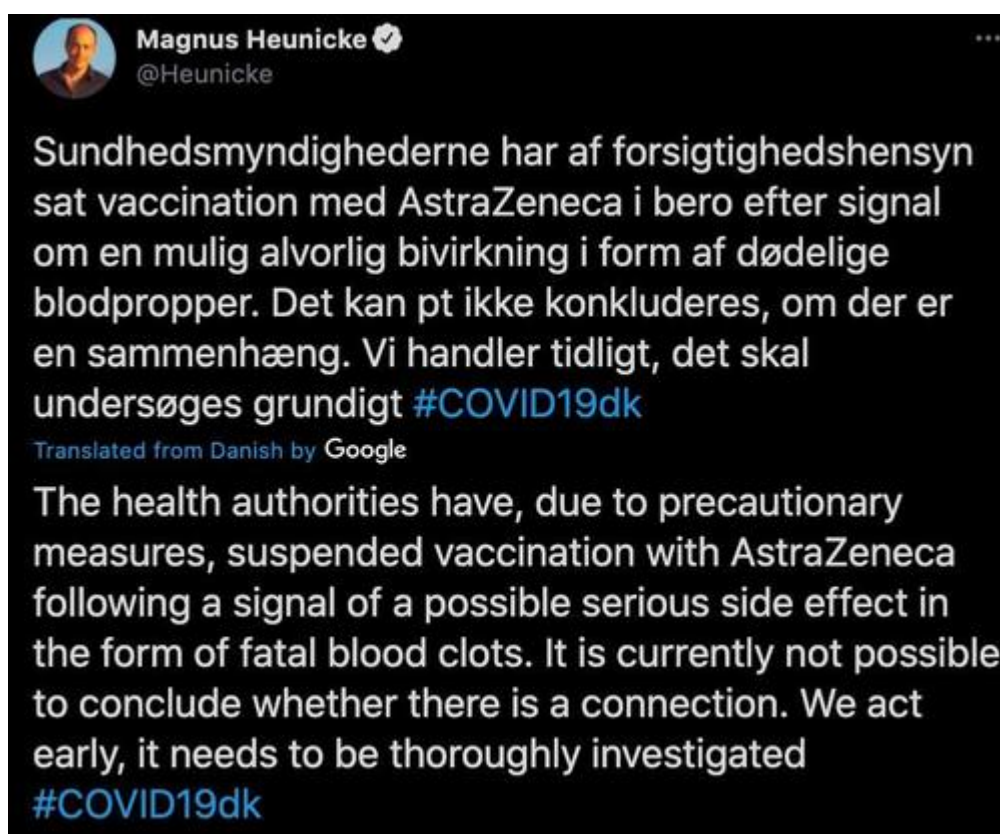 Magnus Heunicke
@Heunicke
Sundhedsmyndighederne har af forsigtighedshensyn
sat vaccination med AstraZeneca i bero efter signal
om en mulig alvorlig bivirkning i form af dødelige
blodpropper. Det kan pt ikke konkluderes, om der er
en sammenhæng. Vi handler tidligt, det skal
undersøges grundigt #COVID19dk
Translated from Danish by Google
The health authorities have, due to precautionary
measures, suspended vaccination with AstraZeneca
following a signal of a possible serious side effect in
the form of fatal blood clots. It is currently not possible
to conclude whether there is a connection. We act
early, it needs to be thoroughly investigated
#COVID19dk